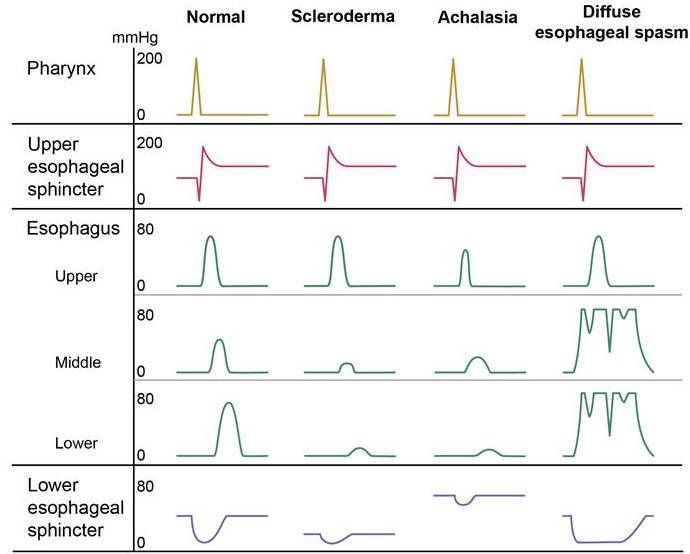 Normal
Scleroderma
Achalasia
Diffuse
esophageal spasm
mmHg
Pharynx
200
0
Upper
esophageal
sphincter
200
0
Esophagus
80
Upper
0
80
Middle
0
80
Lower
0
Lower
esophageal
sphincter
80
0